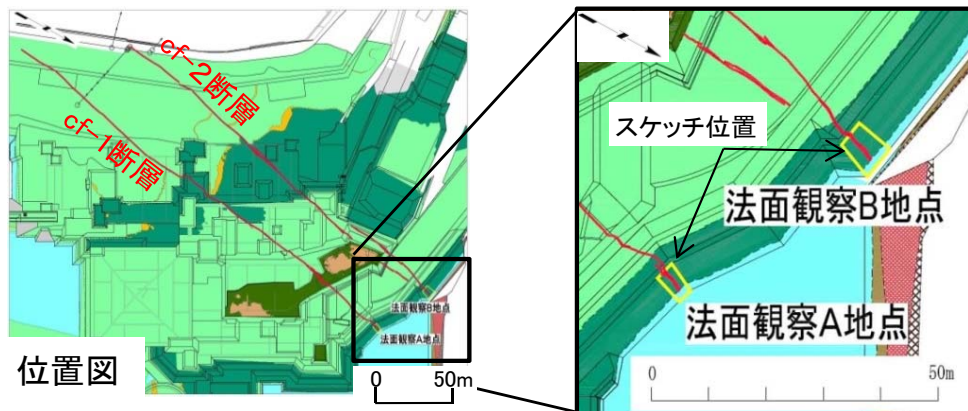 cf-2断層
cf-1断層
法面観察B地点
法面観察A地点
位置図
0 50m
スケッチ位置
法面観察B地点
法面観察A地点
0 50m